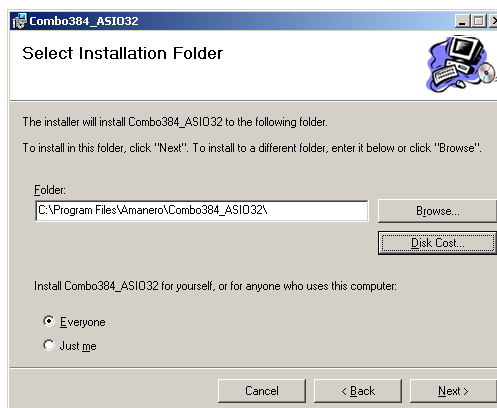 Combo384_ASIO32
Select Installation Folder
The installer will install Combo384_ASIO32 to the following folder.
To install in this folder, click "Next". To install to a different folder, enter it below or click "Browse".
Folder:
C:\Program Files\Amanero\Combo384_ASIO32\
Browse...
Disk Cost...
Install Combo384_ASIO32 for yourself, or for anyone who uses this computer:
Everyone
Just me
Cancel < Back Next >